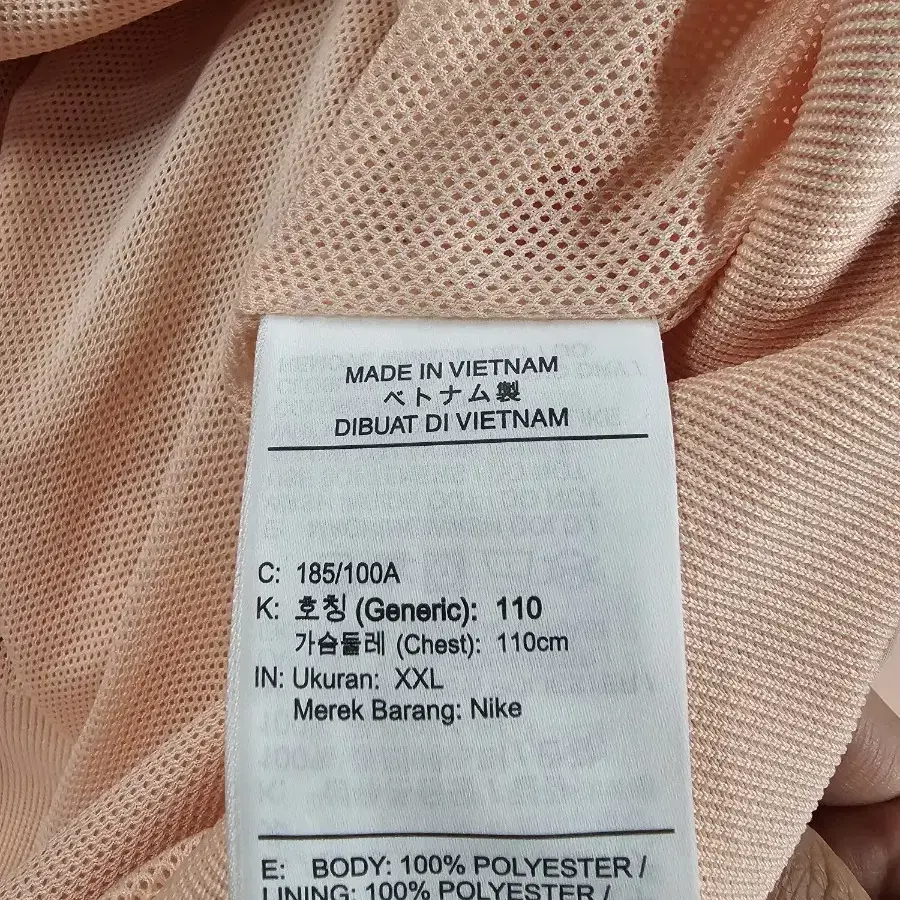 MADE IN VIETNAM
ベトナム製
DIBUAT DI VIETNAM
C: 185/100A
K: 호칭 (Generic): 110
가슴둘레 (Chest): 110cm
IN: Ukuran: XXL
Merek Barang: Nike
E: BODY: 100% POLYESTER /
LINING: 100% POLYESTER /